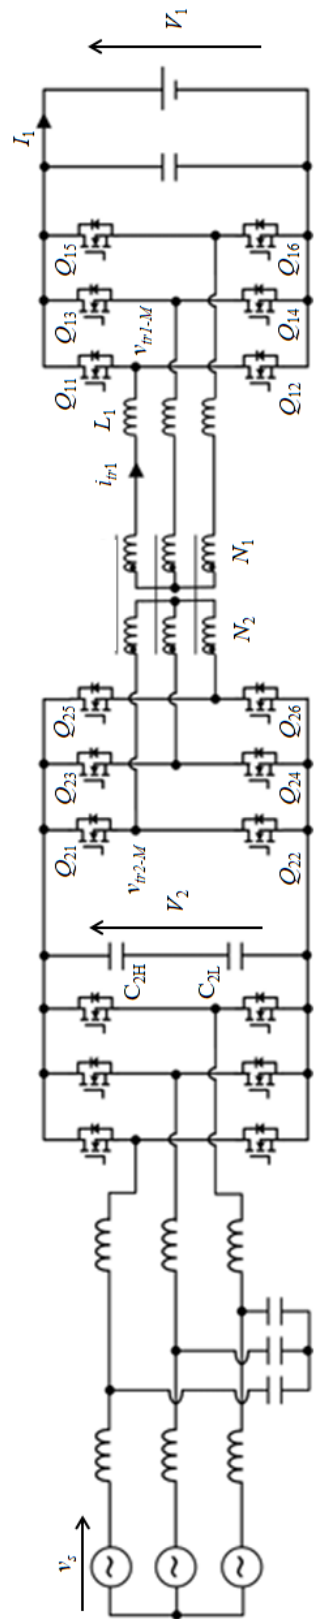 V1
I1
Q15
Q13
Q11
Q16
Q14
Q12
vtr1-M
L1
itr1
N1
N2
Q25
Q23
Q21
Q26
Q24
Q22
vtr2-M
V2
C2H
C2L
vs